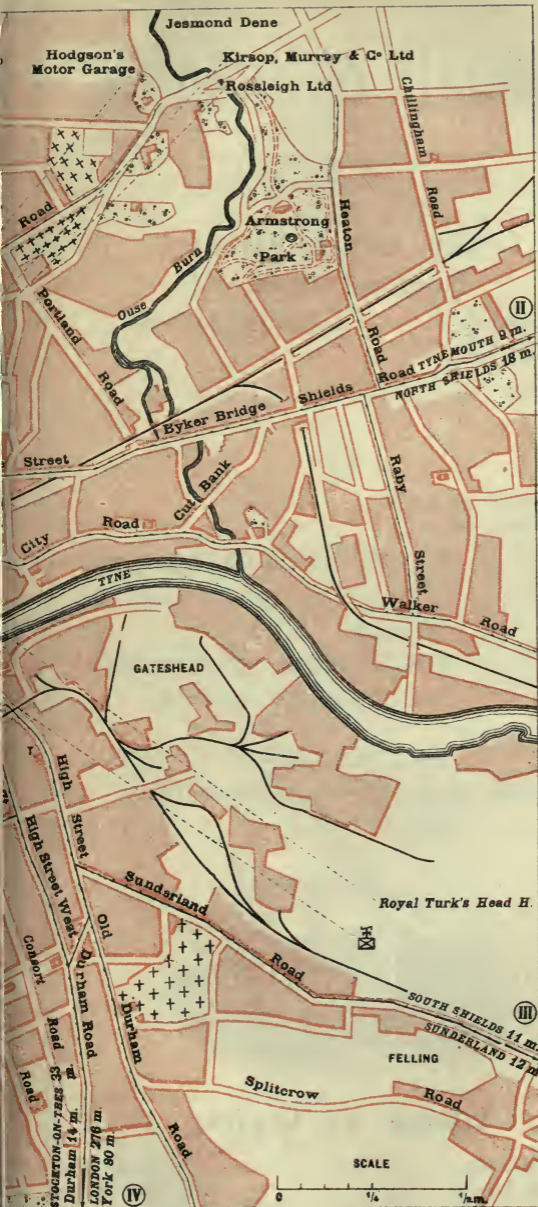 Jesmond Dene
Hodgson's
Motor Garage
Kirsop, Murray & Co Ltd
Rossleigh Ltd
Chillingham
Road
Road
Heaton
Road
Armstrong
Park
Ouse Burn
Portland
Road
II
Road TYNEMOUTH 9 m.
NORTH SHIELDS 18 m.
Shields
Byker Bridge
Street
Raby
Street
Cut Bank
City Road
TYNE
Walker Road
GATESHEAD
T
High
Street
High Street West
Sunderland
Road
Royal Turk's Head H.
H
Old
Durham
Road
Durham Road
Consort
Road
Road
SOUTH SHIELDS 11 m.
SUNDERLAND 12 m
III
FELLING
Splitcrow Road
STOCKTON-ON-TEES 33 m.
Durham 14 m.
LONDON 276 m.
York 80 m.
IV
SCALE
0 1/4 1/2 m.